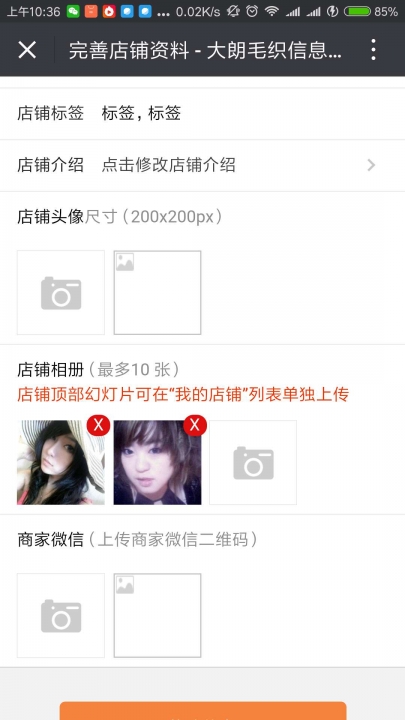 上午10:36 ... 0.02K/s 85%
完善店铺资料 - 大朗毛织信息...
店铺标签 标签，标签
店铺介绍 点击修改店铺介绍
店铺头像尺寸（200x200px）
店铺相册（最多10 张）
店铺顶部幻灯片可在“我的店铺”列表单独上传
X X
商家微信（上传商家微信二维码）